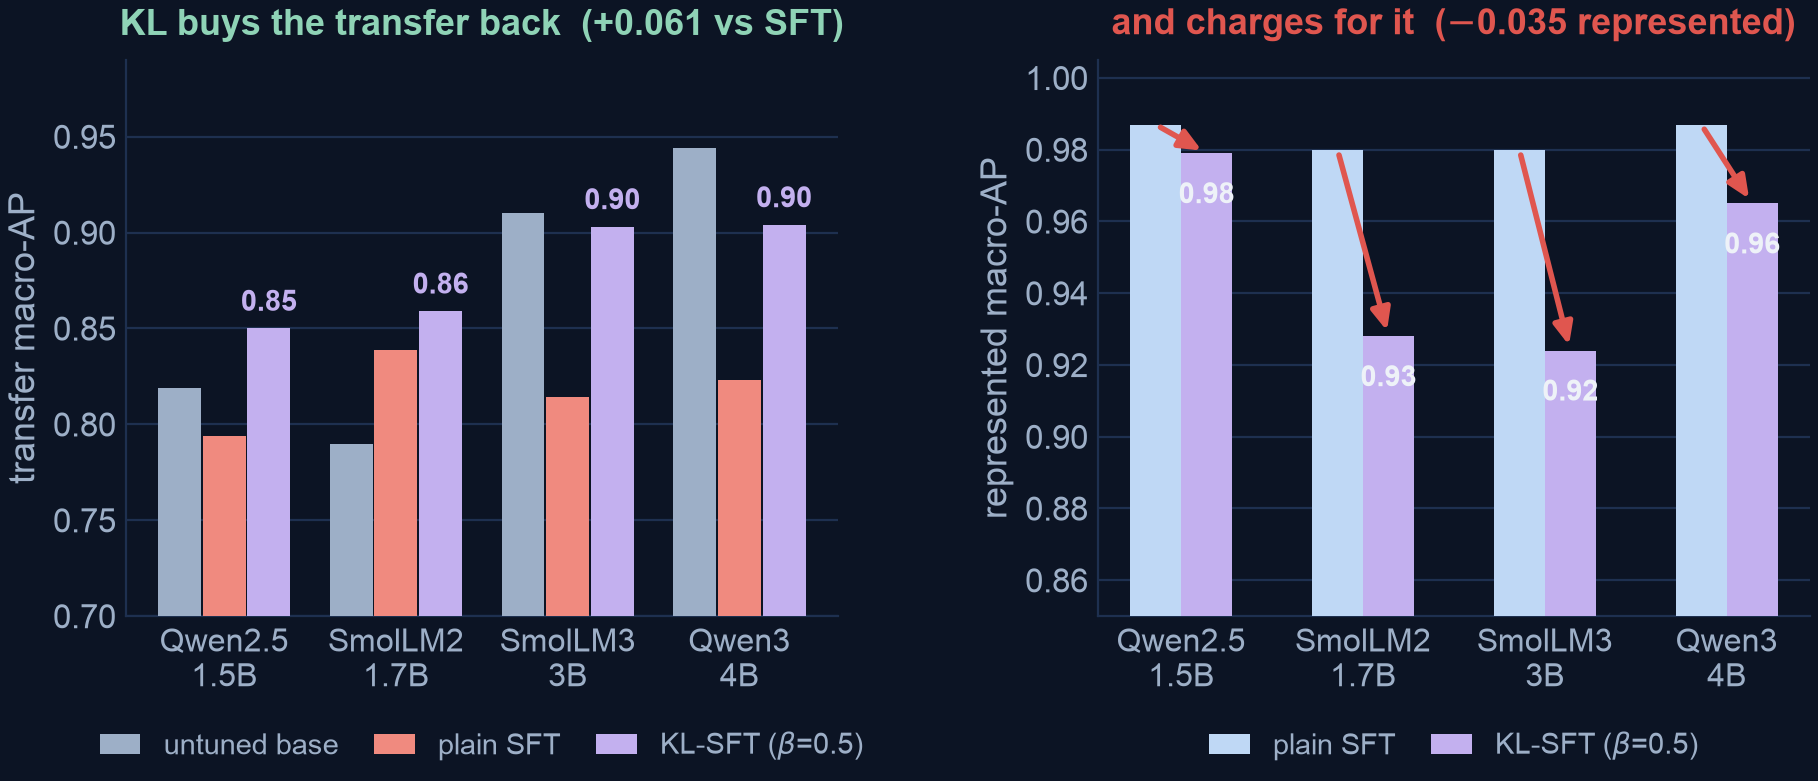 KL buys the transfer back (+0.061 vs SFT)
transfer macro-AP
0.95
0.90
0.85
0.80
0.75
0.70
0.85
0.86
0.90
0.90
Qwen2.5
1.5B
SmolLM2
1.7B
SmolLM3
3B
Qwen3
4B
untuned base
plain SFT
KL-SFT (β=0.5)
and charges for it (−0.035 represented)
represented macro-AP
1.00
0.98
0.96
0.94
0.92
0.90
0.88
0.86
0.98
0.93
0.92
0.96
Qwen2.5
1.5B
SmolLM2
1.7B
SmolLM3
3B
Qwen3
4B
plain SFT
KL-SFT (β=0.5)